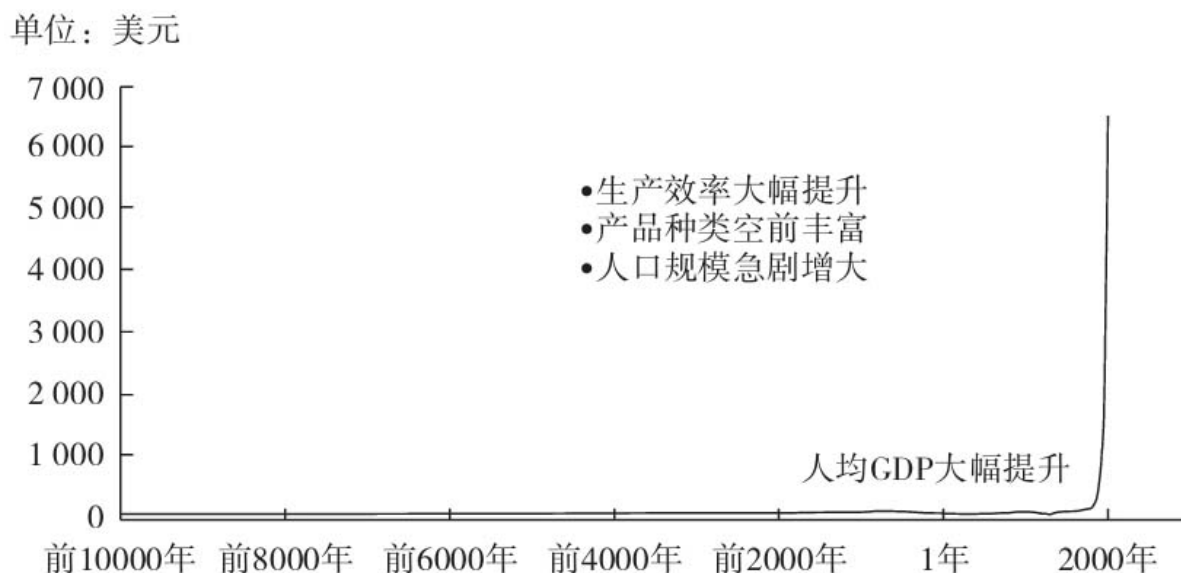 单位：美元
7 000
6 000
5 000
4 000
3 000
2 000
1 000
0
•生产效率大幅提升
•产品种类空前丰富
•人口规模急剧增大
人均GDP大幅提升
前10000年 前8000年 前6000年 前4000年 前2000年 1年 2000年